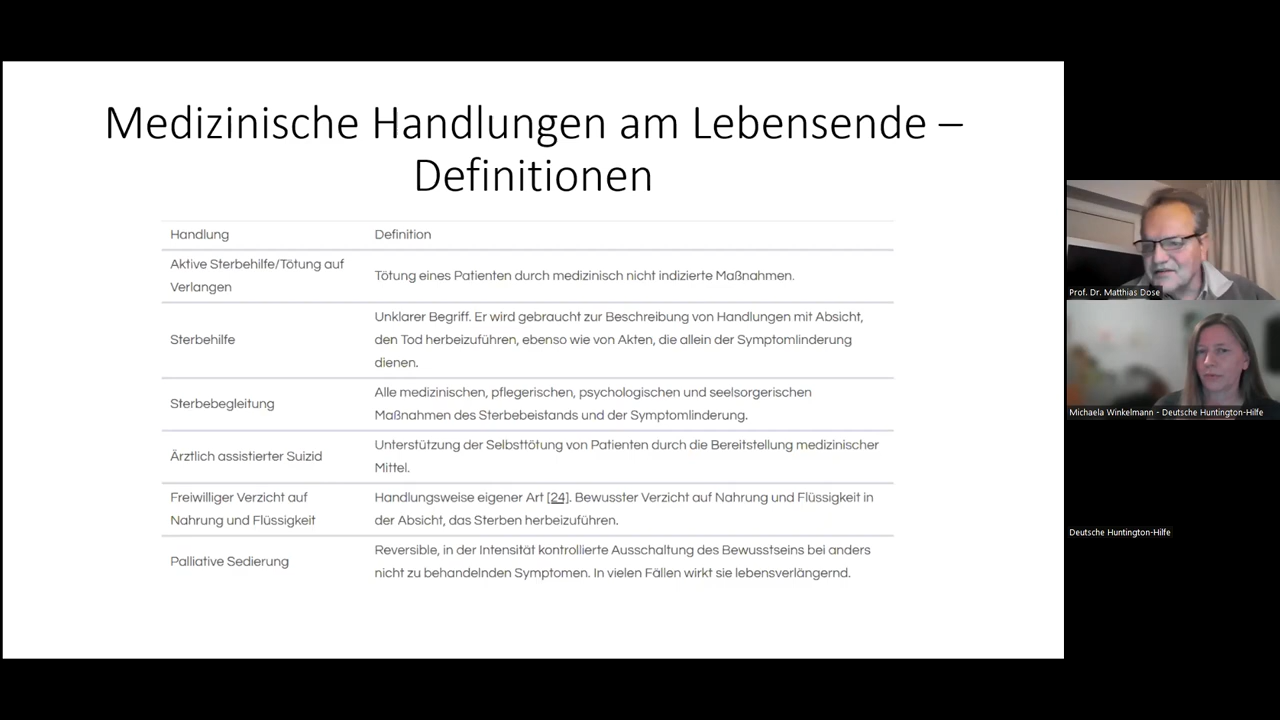 Medizinische Handlungen am Lebensende –
Definitionen
Handlung
Definition
Aktive Sterbehilfe/Tötung auf
Verlangen
Tötung eines Patienten durch medizinisch nicht indizierte Maßnahmen.
Sterbehilfe
Unklarer Begriff. Er wird gebraucht zur Beschreibung von Handlungen mit Absicht,
den Tod herbeizuführen, ebenso wie von Akten, die allein der Symptomlinderung
dienen.
Sterbebegleitung
Alle medizinischen, pflegerischen, psychologischen und seelsorgerischen
Maßnahmen des Sterbebeistands und der Symptomlinderung.
Ärztlich assistierter Suizid
Unterstützung der Selbsttötung von Patienten durch die Bereitstellung medizinischer
Mittel.
Freiwilliger Verzicht auf
Nahrung und Flüssigkeit
Handlungsweise eigener Art [24]. Bewusster Verzicht auf Nahrung und Flüssigkeit in
der Absicht, das Sterben herbeizuführen.
Palliative Sedierung
Reversible, in der Intensität kontrollierte Ausschaltung des Bewusstseins bei anders
nicht zu behandelnden Symptomen. In vielen Fällen wirkt sie lebensverlängernd.
Prof. Dr. Matthias Dose
Michaela Winkelmann - Deutsche Huntington-Hilfe
Deutsche Huntington-Hilfe